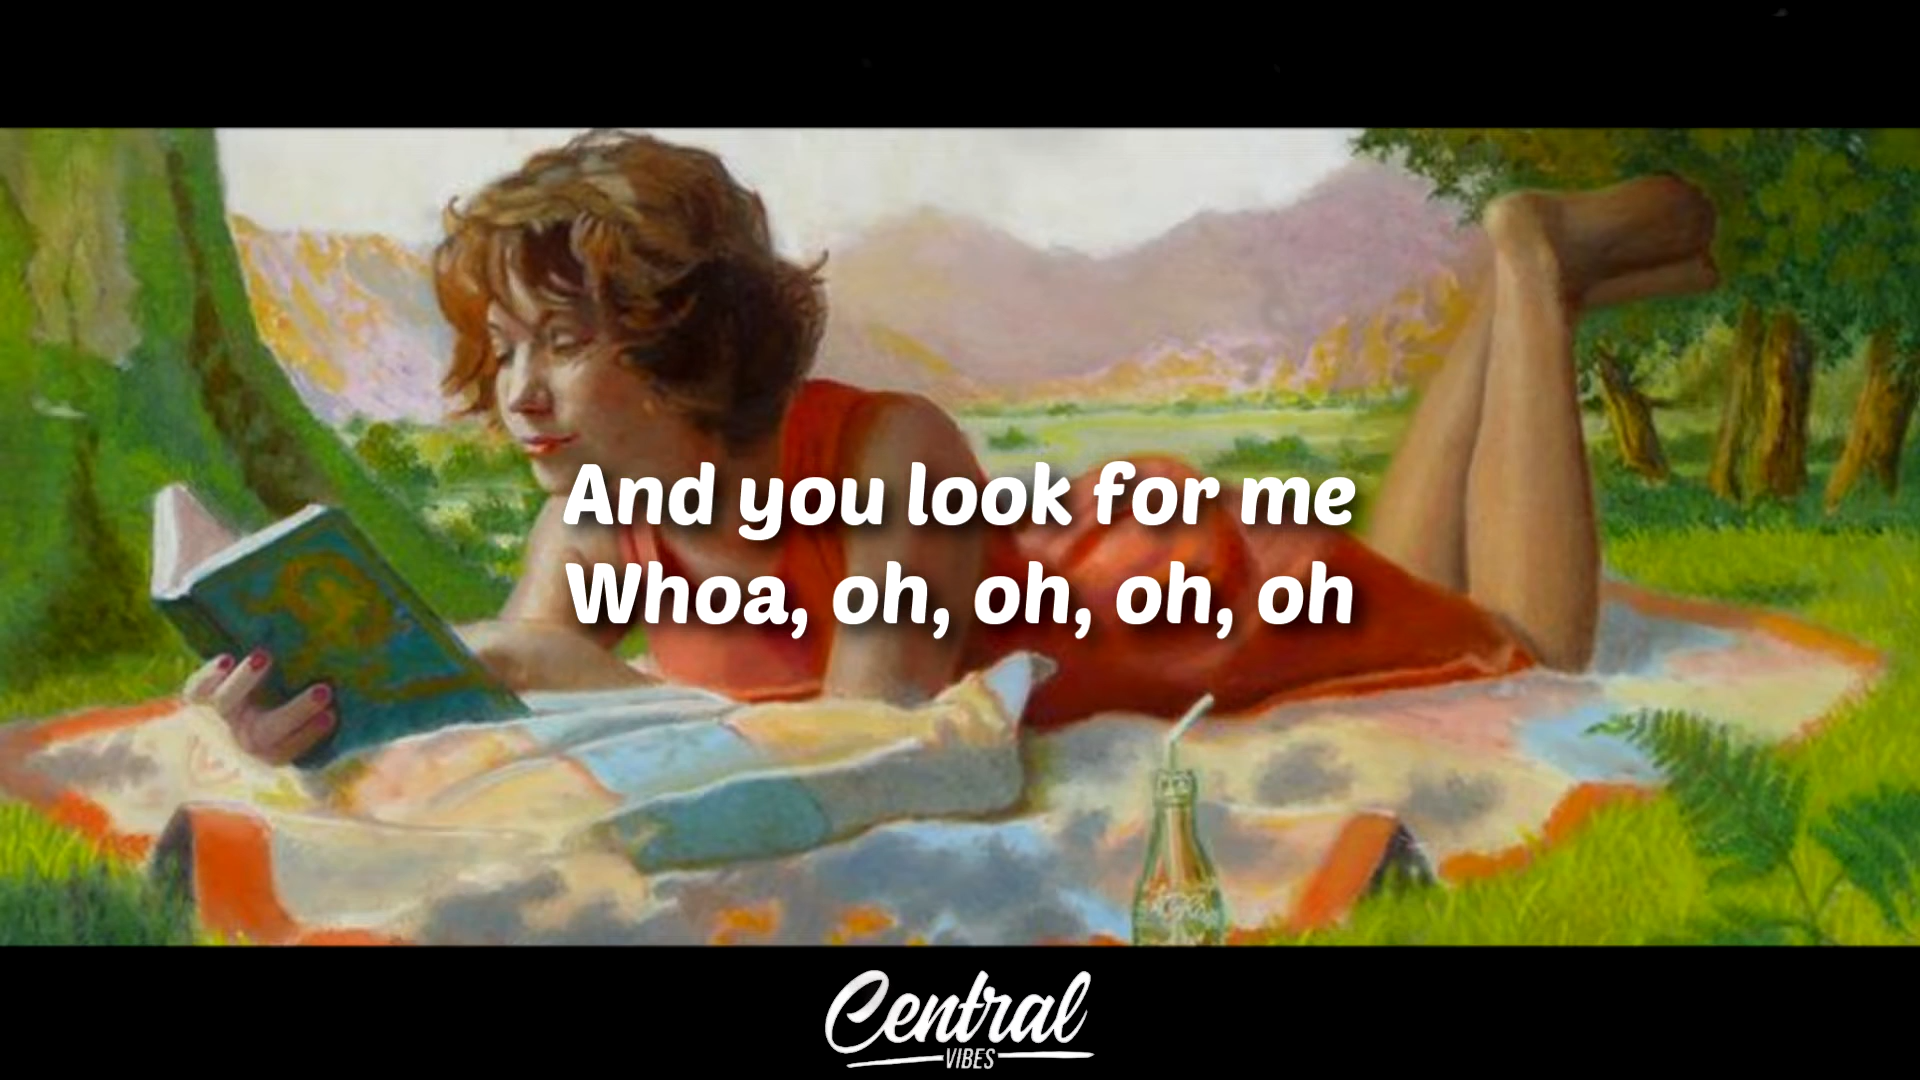 And you look for me
Whoa, oh, oh, oh, oh
Central
VIBES